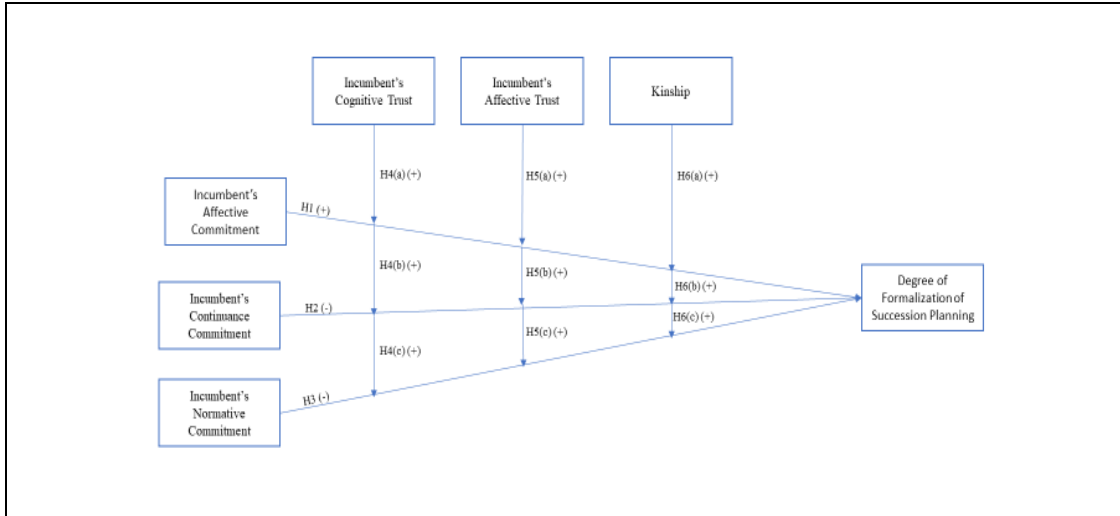 Incumbent's
Cognitive Trust
Incumbent's
Affective Trust
Kinship
H4(a) (+)
H5(a) (+)
H6(a) (+)
Incumbent's
Affective
Commitment
H1 (+)
H4(b) (+)
H5(b) (+)
H6(b) (+)
Degree of
Formalization of
Succession Planning
Incumbent's
Continuance
Commitment
H2 (-)
H6(c) (+)
H5(c) (+)
H4(c) (+)
Incumbent's
Normative
Commitment
H3 (-)